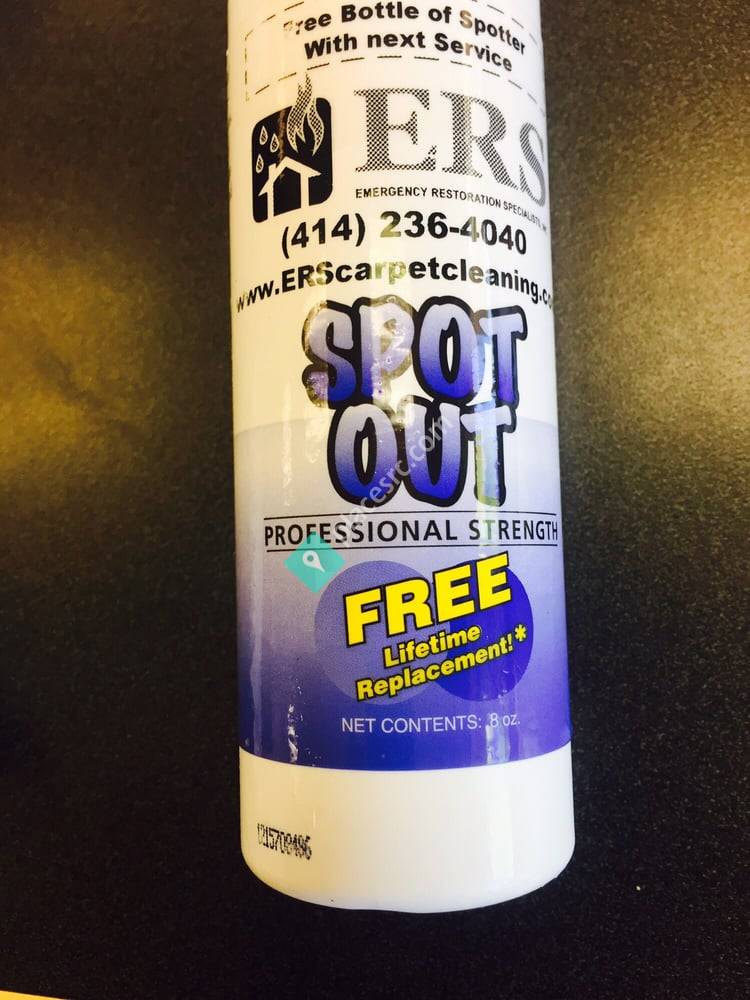 Free Bottle of Spotter
With next Service
ERS
EMERGENCY RESTORATION SPECIALISTS,
(414) 236-4040
www.ERScarpetcleaning.co
SPOT
OUT
PROFESSIONAL STRENGTH
FREE
Lifetime
Replacement!*
NET CONTENTS: 8 oz.